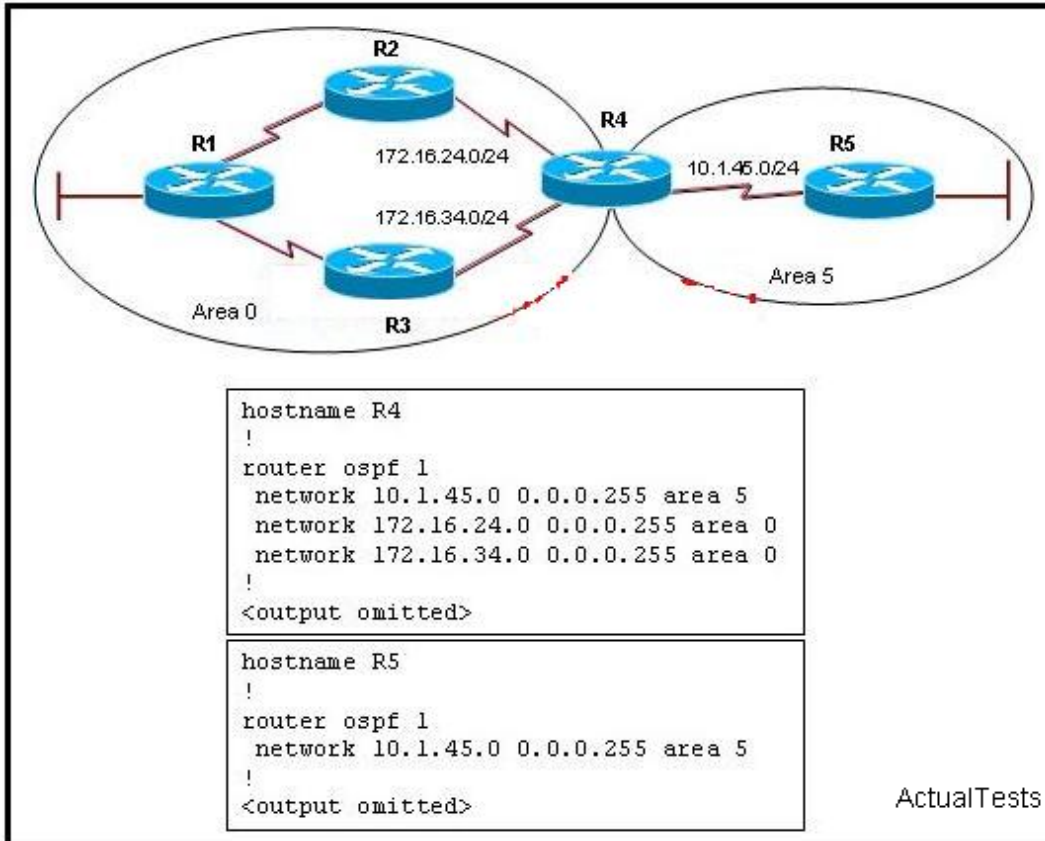 R2
R4
R1
R5
172.16.24.0/24
10.1.45.0/24
172.16.34.0/24
Area 5
Area 0
R3
hostname R4
!
router ospf 1
network 10.1.45.0 0.0.0.255 area 5
network 172.16.24.0 0.0.0.255 area 0
network 172.16.34.0 0.0.0.255 area 0
!
<output omitted>
hostname R5
!
router ospf 1
network 10.1.45.0 0.0.0.255 area 5
!
<output omitted>
ActualTests